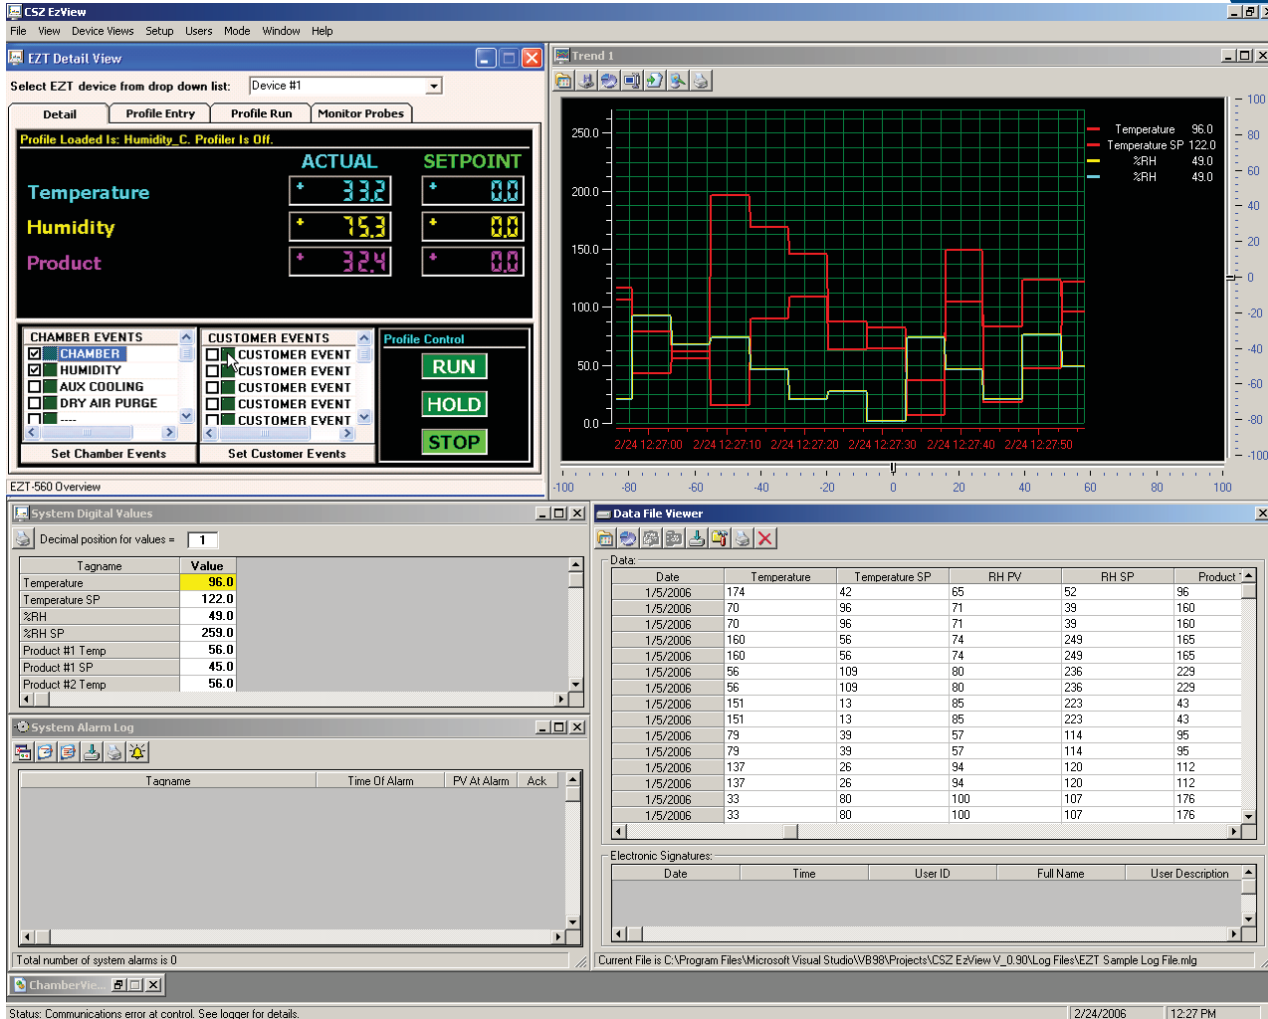 CSZ EzView
File View Device Views Setup Users Mode Window Help
EZT Detail View
Select EZT device from drop down list: Device #1
Detail Profile Entry Profile Run Monitor Probes
Profile Loaded Is: Humidity_C. Profiler Is Off.
ACTUAL SETPOINT
Temperature + 33.2 + 0.0
Humidity + 75.3 + 0.0
Product + 32.4 + 0.0
CHAMBER EVENTS
CHAMBER
HUMIDITY
AUX COOLING
DRY AIR PURGE
----
Set Chamber Events
CUSTOMER EVENTS
CUSTOMER EVENT
CUSTOMER EVENT
CUSTOMER EVENT
CUSTOMER EVENT
CUSTOMER EVENT
Set Customer Events
Profile Control
RUN
HOLD
STOP
EZT-560 Overview
Trend 1
250.0
200.0
150.0
100.0
50.0
0.0
2/24 12:27:00 2/24 12:27:10 2/24 12:27:20 2/24 12:27:30 2/24 12:27:40 2/24 12:27:50
Temperature 96.0
Temperature SP 122.0
%RH 49.0
%RH 49.0
100
80
60
40
20
0
-20
-40
-60
-80
-100
-100 -80 -60 -40 -20 0 20 40 60 80 100
System Digital Values
Decimal position for values = 1
Tagname Value
Temperature 96.0
Temperature SP 122.0
%RH 49.0
%RH SP 259.0
Product #1 Temp 56.0
Product #1 SP 45.0
Product #2 Temp 56.0
System Alarm Log
Tagname Time Of Alarm PV At Alarm Ack
Total number of system alarms is 0
Data File Viewer
Data:
Date Temperature Temperature SP RH PV RH SP Product
1/5/2006 174 42 65 52 96
1/5/2006 70 96 71 39 160
1/5/2006 70 96 71 39 160
1/5/2006 160 56 74 249 165
1/5/2006 160 56 74 249 165
1/5/2006 56 109 80 236 229
1/5/2006 56 109 80 236 229
1/5/2006 151 13 85 223 43
1/5/2006 151 13 85 223 43
1/5/2006 79 39 57 114 95
1/5/2006 79 39 57 114 95
1/5/2006 137 26 94 120 112
1/5/2006 137 26 94 120 112
1/5/2006 33 80 100 107 176
1/5/2006 33 80 100 107 176
Electronic Signatures:
Date Time User ID Full Name User Description
Current File is C:\Program Files\Microsoft Visual Studio\VB98\Projects\CSZ EzView V_0.90\Log Files\EZT Sample Log File.mlg
ChamberVie...
Status: Communications error at control. See logger for details. 2/24/2006 12:27 PM